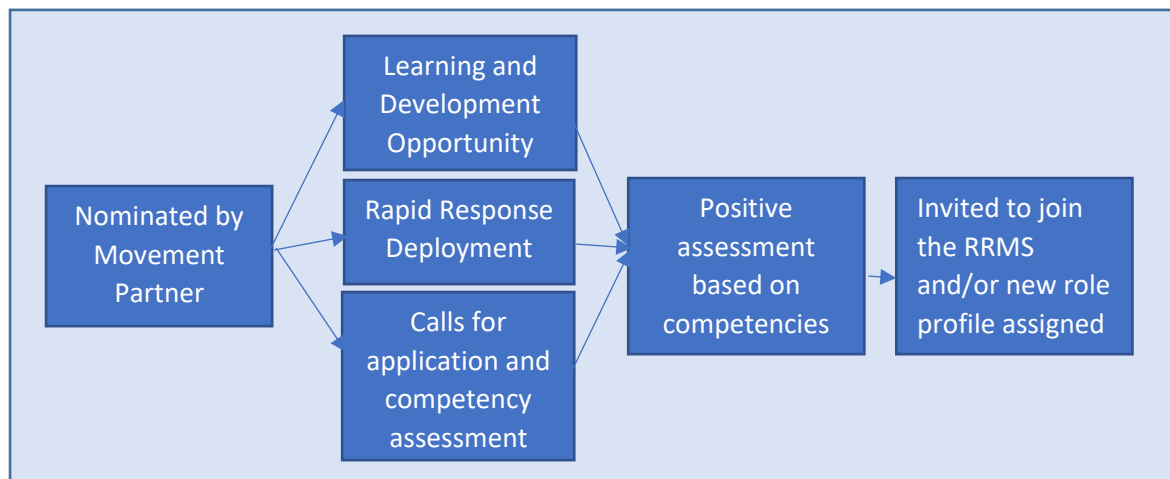 Nominated by
Movement
Partner
Learning and
Development
Opportunity
Rapid Response
Deployment
Calls for
application and
competency
assessment
Positive
assessment
based on
competencies
Invited to join
the RRMS
and/or new role
profile assigned